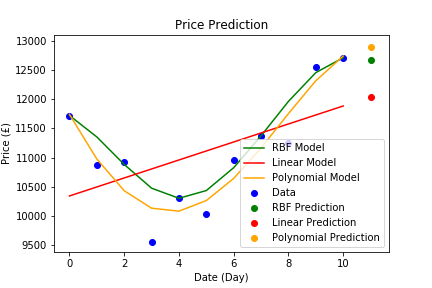 Price Prediction
13000
12500
12000
11500
11000
10500
10000
9500
Price (£)
0
2
4
6
8
10
Date (Day)
RBF Model
Linear Model
Polynomial Model
Data
RBF Prediction
Linear Prediction
Polynomial Prediction